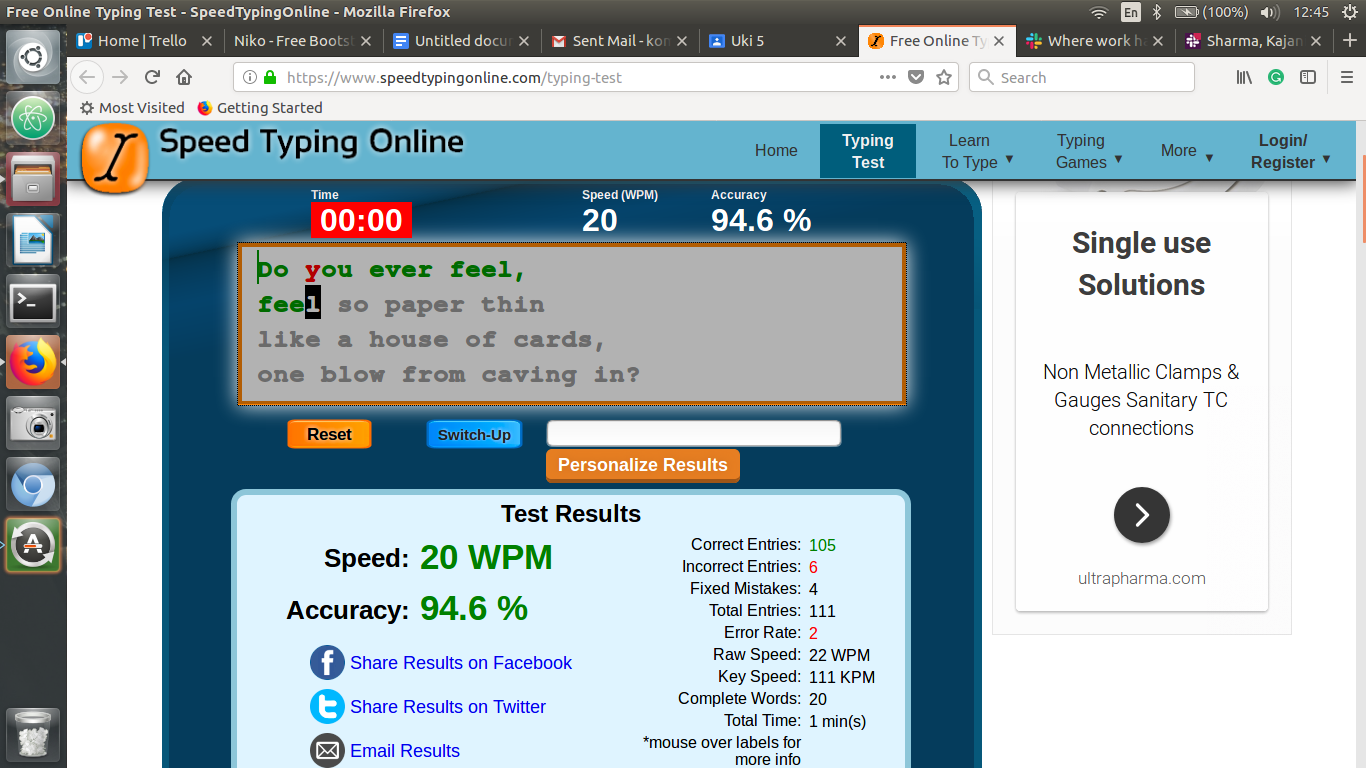 Free Online Typing Test - SpeedTypingOnline - Mozilla Firefox
En
(100%)
12:45
Home | Trello
Niko - Free Bootst
Untitled docu
Sent Mail - kon
Uki 5
Free Online Ty
Where work ha
Sharma, Kajan
https://www.speedtypingonline.com/typing-test
Search
Most Visited
Getting Started
Speed Typing Online
Home
Typing
Test
Learn
To Type
Typing
Games
More
Login/
Register
Time
Speed (WPM)
Accuracy
00:00
20
94.6 %
Do you ever feel,
feel so paper thin
like a house of cards,
one blow from caving in?
Reset
Switch-Up
Personalize Results
Test Results
Speed: 20 WPM
Accuracy: 94.6 %
Share Results on Facebook
Share Results on Twitter
Email Results
Correct Entries: 105
Incorrect Entries: 6
Fixed Mistakes: 4
Total Entries: 111
Error Rate: 2
Raw Speed: 22 WPM
Key Speed: 111 KPM
Complete Words: 20
Total Time: 1 min(s)
*mouse over labels for
more info
Single use
Solutions
Non Metallic Clamps &
Gauges Sanitary TC
connections
ultrapharma.com